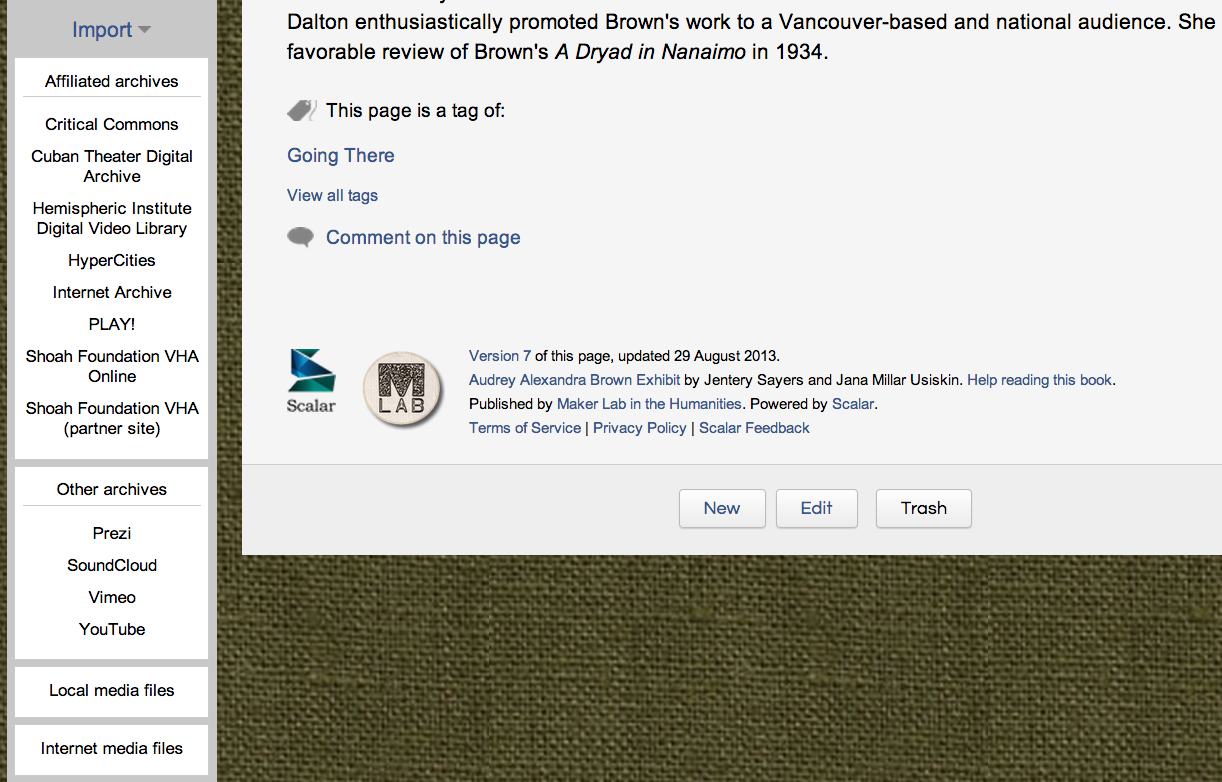 Import
Affiliated archives
Critical Commons
Cuban Theater Digital
Archive
Hemispheric Institute
Digital Video Library
HyperCities
Internet Archive
PLAY!
Shoah Foundation VHA
Online
Shoah Foundation VHA
(partner site)
Other archives
Prezi
SoundCloud
Vimeo
YouTube
Local media files
Internet media files
Dalton enthusiastically promoted Brown's work to a Vancouver-based and national audience. She
favorable review of Brown's A Dryad in Nanaimo in 1934.
This page is a tag of:
Going There
View all tags
Comment on this page
Scalar
M
LAB
Version 7 of this page, updated 29 August 2013.
Audrey Alexandra Brown Exhibit by Jentery Sayers and Jana Millar Usiskin. Help reading this book.
Published by Maker Lab in the Humanities. Powered by Scalar.
Terms of Service | Privacy Policy | Scalar Feedback
New
Edit
Trash